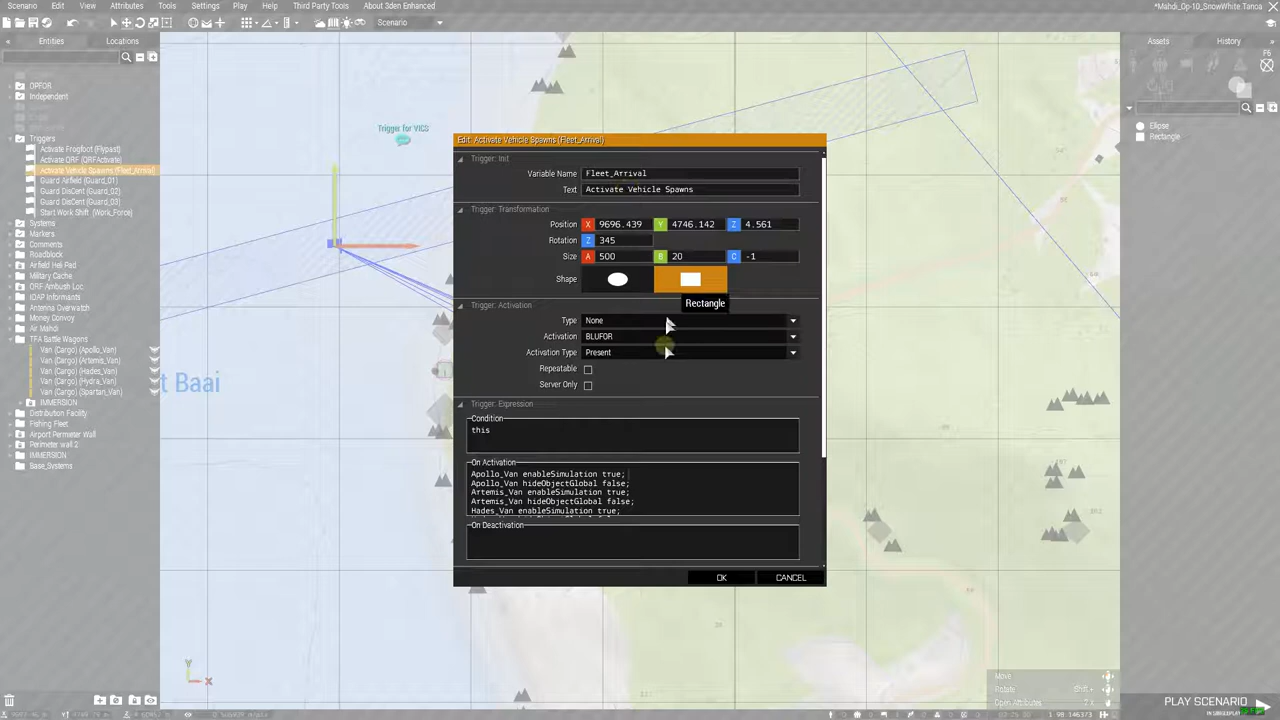 Scenario Edit View Attributes Tools Settings Play Help Third Party Tools About 3den Enhanced
*Mahdi_Op-10_SnowWhite Tanoa
Scenario
Entities Locations
Assets History
F6
OPFOR
Independent
Triggers
Activate Frogfoot (Flypast)
Activate QRF (QRFActivate)
Activate Vehicle Spawns (Fleet_Arrival)
Guard Airfield (Guard_01)
Guard DisCent (Guard_02)
Guard DisCent (Guard_03)
Start Work Shift (Work_Force)
Systems
Markers
Comments
Roadblock
Airfield Heli Pad
Military Cache
QRF Ambush Loc
IDAP Informants
Antenna Overwatch
Money Convoy
Air Mahdi
TFA Battle Wagons
Van (Cargo) (Apollo_Van)
Van (Cargo) (Artemis_Van)
Van (Cargo) (Hades_Van)
Van (Cargo) (Hydra_Van)
Van (Cargo) (Spartan_Van)
IMMERSION
Distribution Facility
Fishing Fleet
Airport Perimeter Wall
Perimeter wall 2
IMMERSION
Base_Systems
Trigger for VICS
t Baai
Edit: Activate Vehicle Spawns (Fleet_Arrival)
Trigger: Init
Variable Name Fleet_Arrival
Text Activate Vehicle Spawns
Trigger: Transformation
Position X 9696.439 Y 4746.142 Z 4.561
Rotation Z 345
Size A 500 B 20 C -1
Shape
Rectangle
Trigger: Activation
Type None
Activation BLUFOR
Activation Type Present
Repeatable
Server Only
Trigger: Expression
Condition
this
On Activation
Apollo_Van enableSimulation true;
Apollo_Van hideObjectGlobal false;
Artemis_Van enableSimulation true;
Artemis_Van hideObjectGlobal false;
Hades_Van enableSimulation true;
On Deactivation
OK CANCEL
Ellipse
Rectangle
Move
Rotate Shift+
Open Attributes
PLAY SCENARIO